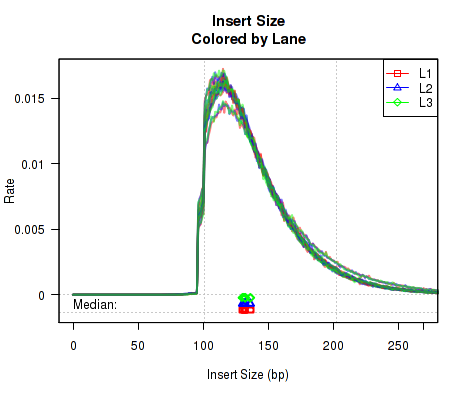 Insert Size
Colored by Lane
L1
L2
L3
0.015
0.01
0.005
0
Rate
Median:
0 50 100 150 200 250
Insert Size (bp)